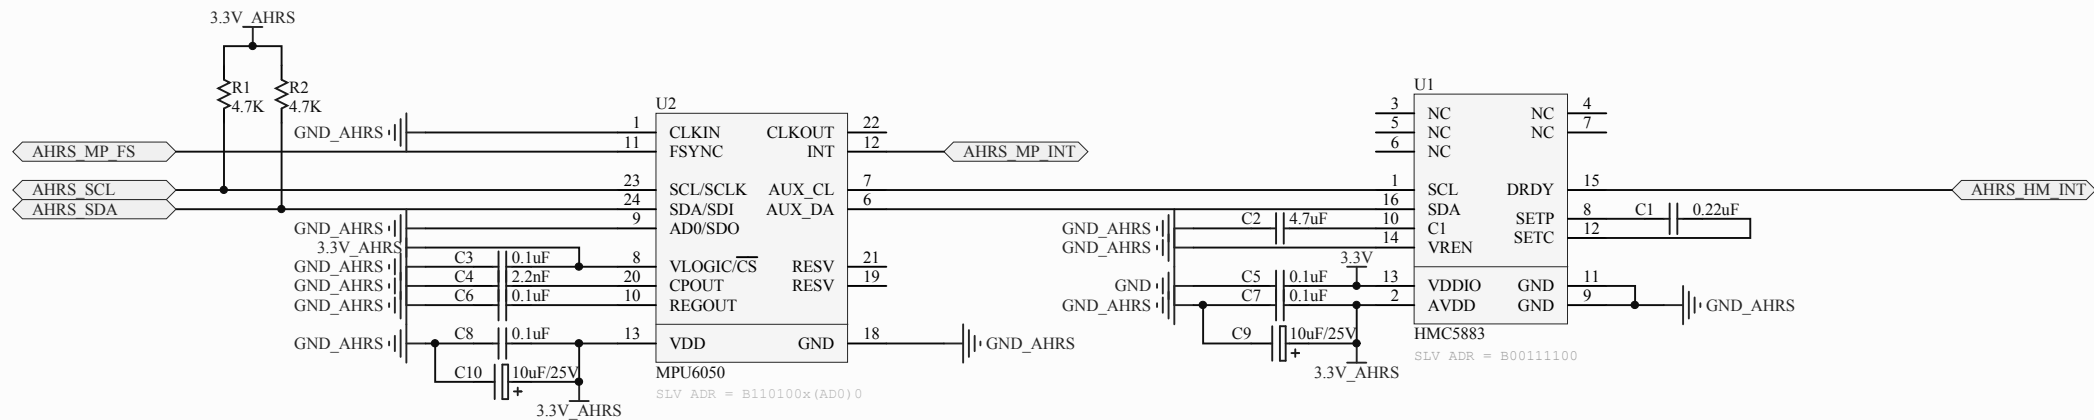 3.3V_AHRS
R1
4.7K
R2
4.7K
AHRS_MP_FS
AHRS_SCL
AHRS_SDA
GND_AHRS
GND_AHRS
3.3V_AHRS
GND_AHRS
GND_AHRS
GND_AHRS
GND_AHRS
C3 0.1uF
C4 2.2nF
C6 0.1uF
C8 0.1uF
C10 10uF/25V
+
3.3V_AHRS
U2
1 CLKIN CLKOUT 22
11 FSYNC INT 12
23 SCL/SCLK AUX_CL 7
24 SDA/SDI AUX_DA 6
9 AD0/SDO
8 VLOGIC/CS RESV 21
20 CPOUT RESV 19
10 REGOUT
13 VDD GND 18
MPU6050
SLV ADR = B110100x(AD0)0
GND_AHRS
AHRS_MP_INT
GND_AHRS
GND_AHRS
GND
GND_AHRS
C2 4.7uF
3.3V
C5 0.1uF
C7 0.1uF
C9 10uF/25V
+
3.3V_AHRS
U1
3 NC NC 4
5 NC NC 7
6 NC
1 SCL DRDY 15
16 SDA SETP 8
10 C1 SETC 12
14 VREN
13 VDDIO GND 11
2 AVDD GND 9
HMC5883
SLV ADR = B00111100
C1 0.22uF
GND_AHRS
AHRS_HM_INT